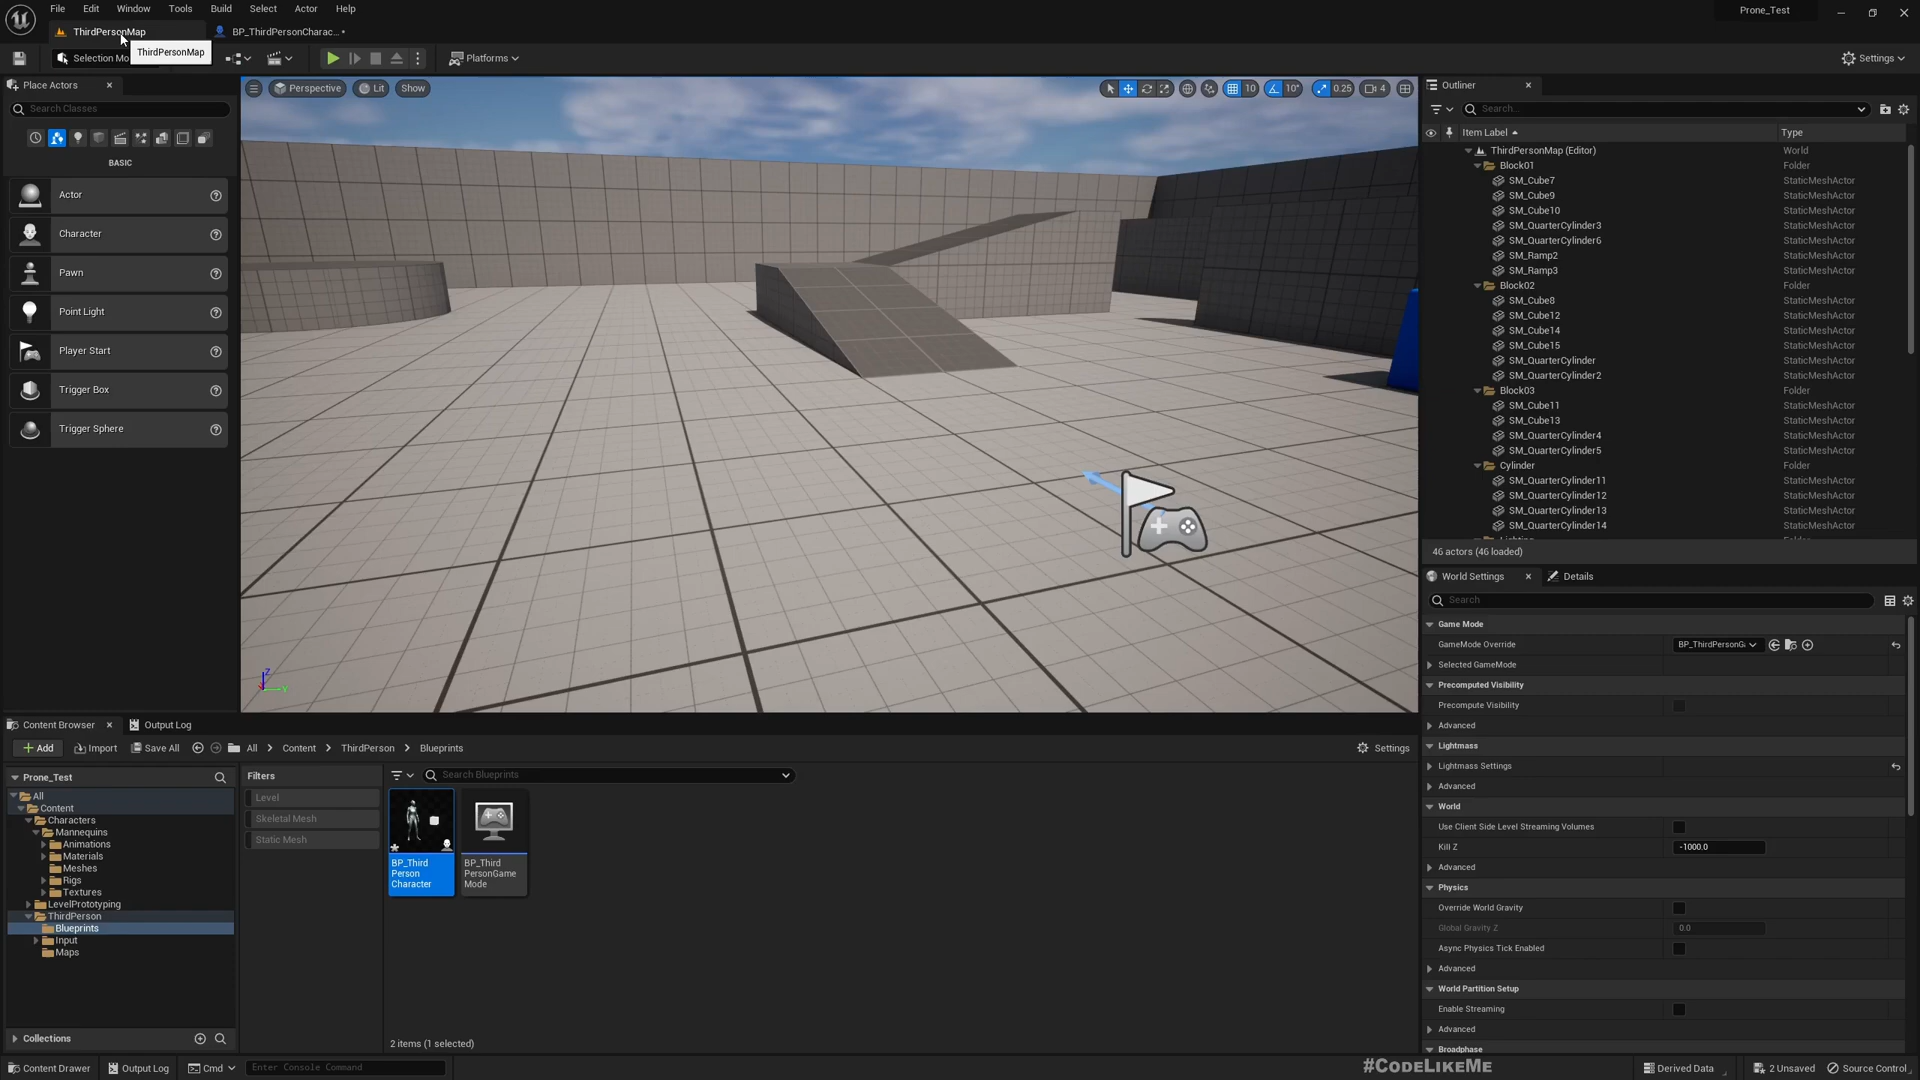 File Edit Window Tools Build Select Actor Help
Prone_Test
ThirdPersonMap
BP_ThirdPersonCharac...•
ThirdPersonMap
Selection Mo
Platforms
Settings
Place Actors
Search Classes
BASIC
Actor
Character
Pawn
Point Light
Player Start
Trigger Box
Trigger Sphere
Perspective
Lit
Show
10
10°
0.25
4
Z
Y
Outliner
Search...
Item Label
Type
ThirdPersonMap (Editor) World
Block01 Folder
SM_Cube7 StaticMeshActor
SM_Cube9 StaticMeshActor
SM_Cube10 StaticMeshActor
SM_QuarterCylinder3 StaticMeshActor
SM_QuarterCylinder6 StaticMeshActor
SM_Ramp2 StaticMeshActor
SM_Ramp3 StaticMeshActor
Block02 Folder
SM_Cube8 StaticMeshActor
SM_Cube12 StaticMeshActor
SM_Cube14 StaticMeshActor
SM_Cube15 StaticMeshActor
SM_QuarterCylinder StaticMeshActor
SM_QuarterCylinder2 StaticMeshActor
Block03 Folder
SM_Cube11 StaticMeshActor
SM_Cube13 StaticMeshActor
SM_QuarterCylinder4 StaticMeshActor
SM_QuarterCylinder5 StaticMeshActor
Cylinder Folder
SM_QuarterCylinder11 StaticMeshActor
SM_QuarterCylinder12 StaticMeshActor
SM_QuarterCylinder13 StaticMeshActor
SM_QuarterCylinder14 StaticMeshActor
46 actors (46 loaded)
World Settings
Details
Search
Game Mode
GameMode Override BP_ThirdPersonG
Selected GameMode
Precomputed Visibility
Precompute Visibility
Advanced
Lightmass
Lightmass Settings
Advanced
World
Use Client Side Level Streaming Volumes
Kill Z -1000.0
Advanced
Physics
Override World Gravity
Global Gravity Z 0.0
Async Physics Tick Enabled
Advanced
World Partition Setup
Enable Streaming
Advanced
Broadphase
Content Browser
Output Log
Add
Import
Save All
All
Content
ThirdPerson
Blueprints
Settings
Prone_Test
All
Content
Characters
Mannequins
Animations
Materials
Meshes
Rigs
Textures
LevelPrototyping
ThirdPerson
Blueprints
Input
Maps
Collections
Filters
Level
Skeletal Mesh
Static Mesh
Search Blueprints
BP_Third
Person
Character
BP_Third
PersonGame
Mode
2 items (1 selected)
#CODELIKEME
Content Drawer
Output Log
Cmd
Enter Console Command
Derived Data
2 Unsaved
Source Control